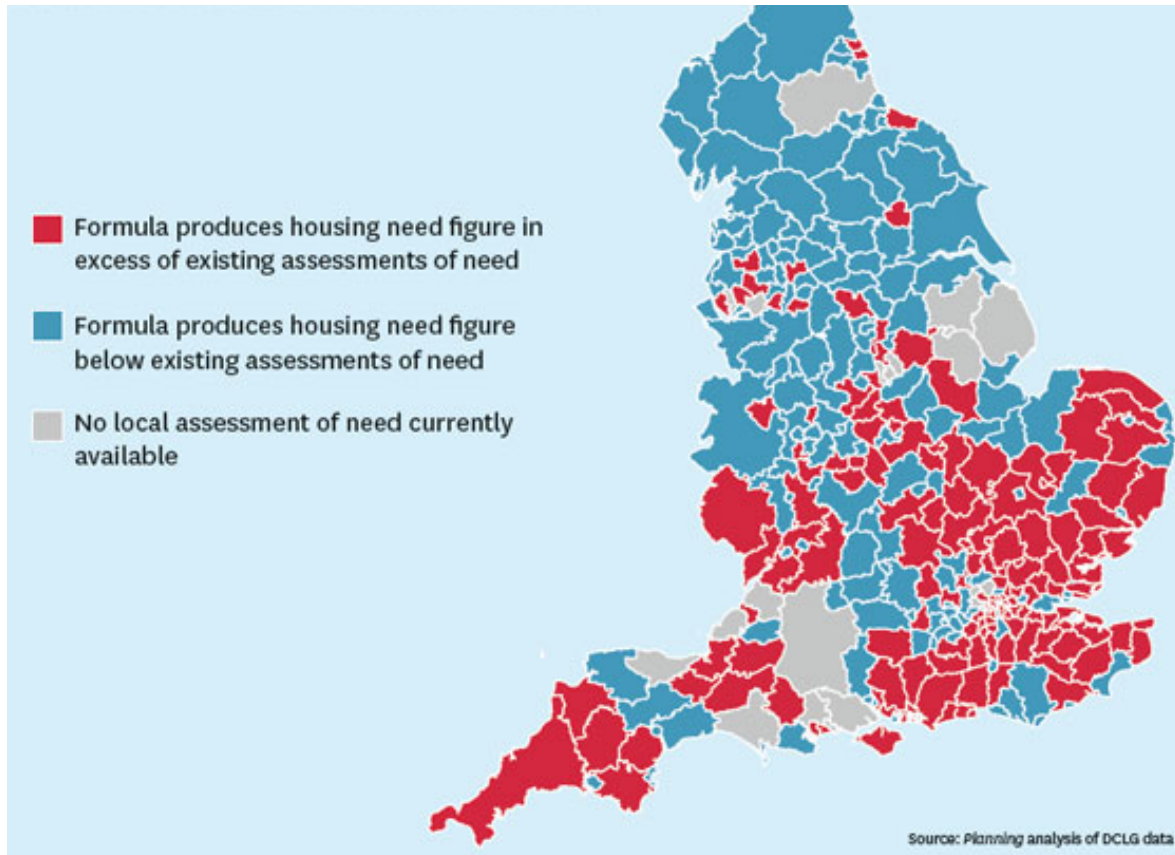 Formula produces housing need figure in
excess of existing assessments of need
Formula produces housing need figure
below existing assessments of need
No local assessment of need currently
available
Source: Planning analysis of DCLG data